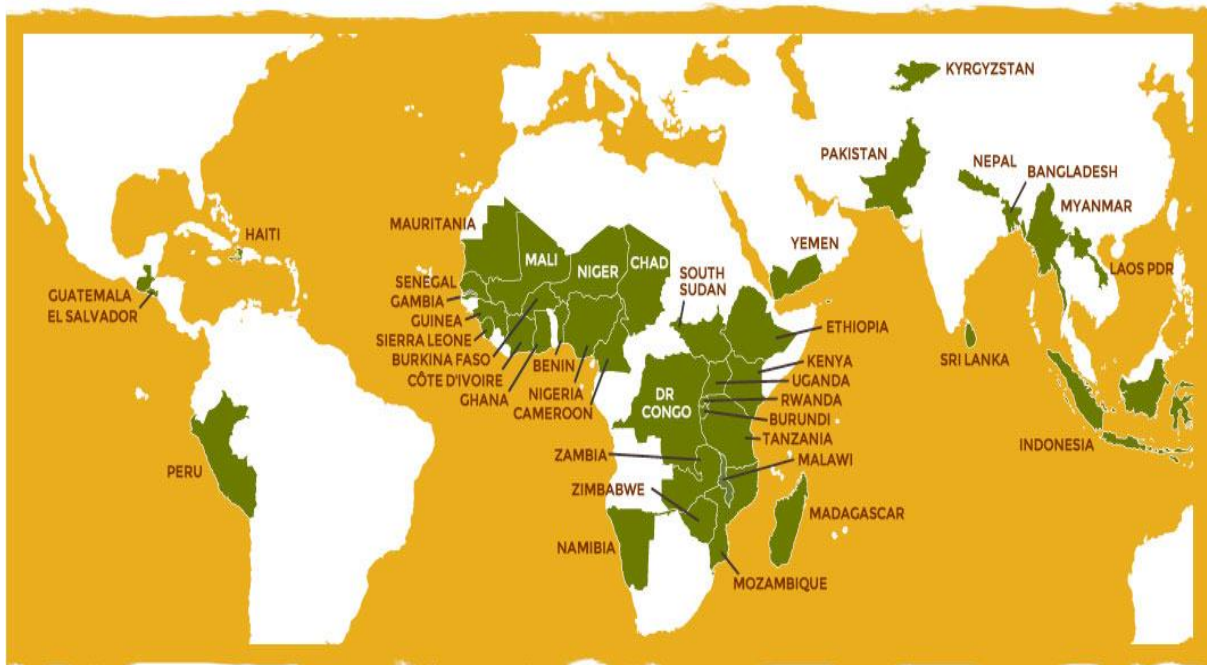 KYRGYZSTAN
PAKISTAN
NEPAL
BANGLADESH
MYANMAR
LAOS PDR
YEMEN
SRI LANKA
INDONESIA
HAITI
GUATEMALA
EL SALVADOR
PERU
MAURITANIA
MALI
NIGER
CHAD
SOUTH
SUDAN
SENEGAL
GAMBIA
GUINEA
SIERRA LEONE
BURKINA FASO
CÔTE D'IVOIRE
GHANA
BENIN
NIGERIA
CAMEROON
ETHIOPIA
KENYA
UGANDA
RWANDA
BURUNDI
TANZANIA
DR
CONGO
ZAMBIA
MALAWI
ZIMBABWE
MADAGASCAR
NAMIBIA
MOZAMBIQUE